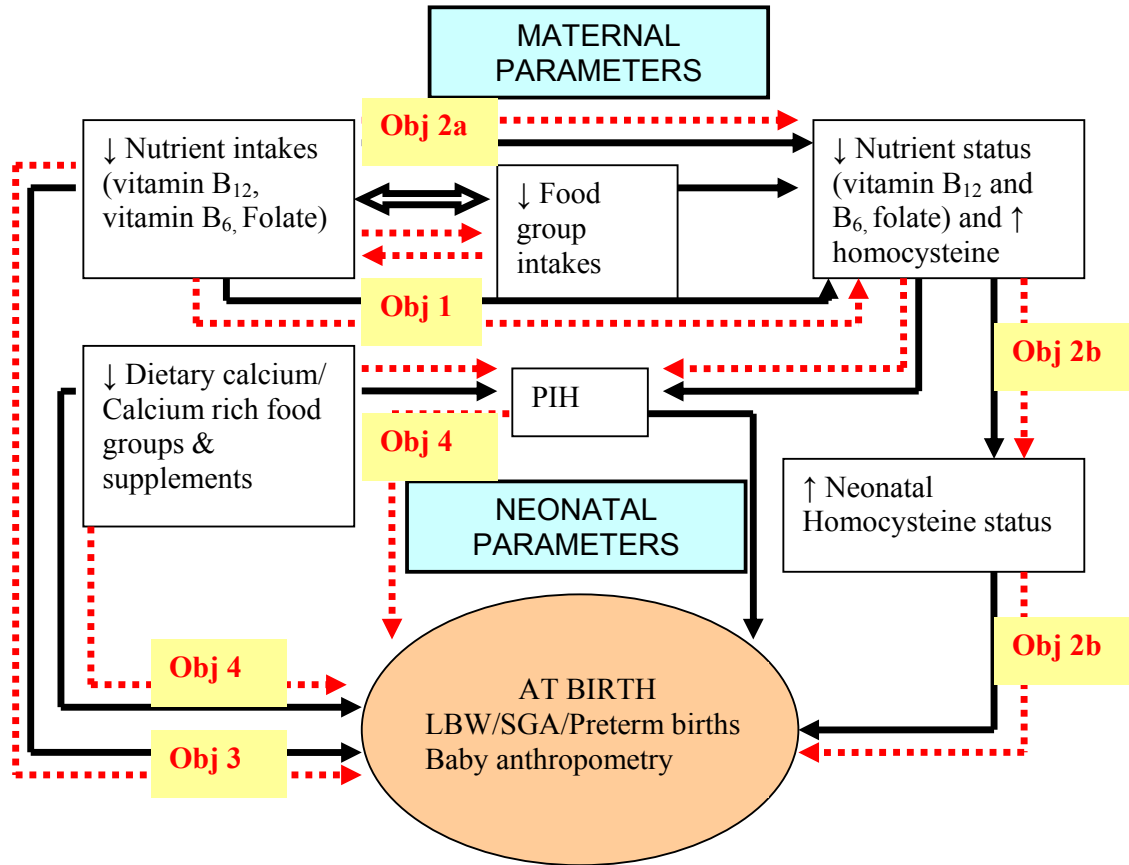 MATERNAL
PARAMETERS
Obj 2a
↓ Nutrient intakes
(vitamin B₁₂,
vitamin B₆, Folate)
↓ Food
group
intakes
↓ Nutrient status
(vitamin B₁₂ and
B₆, folate) and ↑
homocysteine
Obj 1
Obj 2b
↓ Dietary calcium/
Calcium rich food
groups &
supplements
PIH
Obj 4
NEONATAL
PARAMETERS
↑ Neonatal
Homocysteine status
Obj 2b
Obj 4
Obj 3
AT BIRTH
LBW/SGA/Preterm births
Baby anthropometry